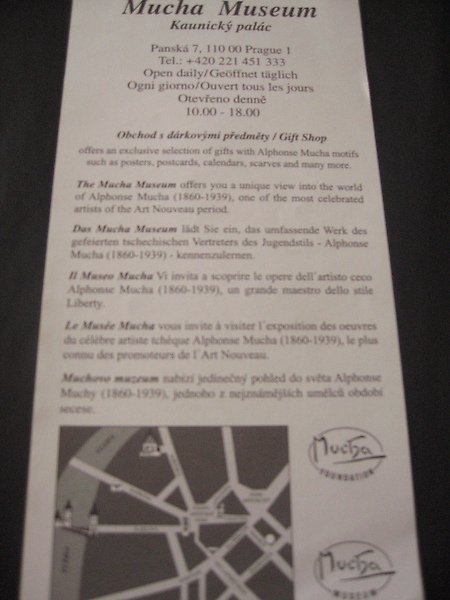 Mucha Museum
Kaunický palác
Panská 7, 110 00 Prague 1
Tel.: +420 221 451 333
Open daily/Geöffnet täglich
Ogni giorno/Ouvert tous les jours
Otevřeno denně
10.00 - 18.00
Obchod s dárkovými předměty / Gift Shop
offers an exclusive selection of gifts with Alphonse Mucha motifs
such as posters, postcards, calendars, scarves and many more.
The Mucha Museum offers you a unique view into the world
of Alphonse Mucha (1860-1939), one of the most celebrated
artists of the Art Nouveau period.
Das Mucha Museum lädt Sie ein, das umfassende Werk des
gefeierten tschechischen Vertreters des Jugendstils - Alphonse
Mucha (1860-1939) - kennenzulernen.
Il Museo Mucha Vi invita a scoprire le opere dell´artisto ceco
Alphonse Mucha (1860-1939), un grande maestro dello stile
Liberty.
Le Musée Mucha vous invite à visiter l´exposition des oeuvres
du célèbre artiste tchèque Alphonse Mucha (1860-1939), le plus
connu des promoteurs de l´Art Nouveau.
Muchovo muzeum nabízí jedinečný pohled do světa Alphonse
Muchy (1860-1939), jednoho z nejznámějších umělců období
secese.
Mucha
FOUNDATION
Mucha
MUSEUM